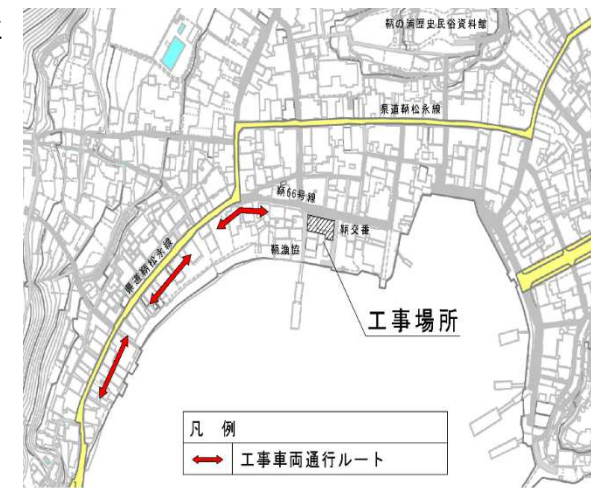 鞆の浦歴史民俗資料館
県道鞆松永線
鞆66号線
鞆交番
鞆漁協
県道鞆松永線
工事場所
凡 例
工事車両通行ルート